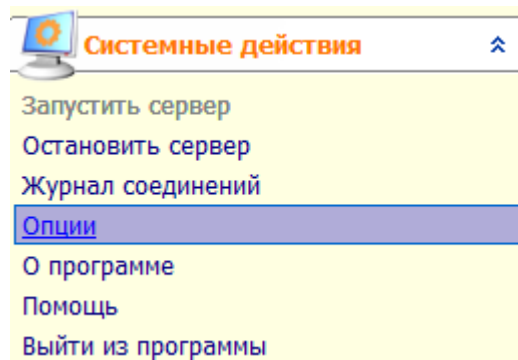 Системные действия
Запустить сервер
Остановить сервер
Журнал соединений
Опции
О программе
Помощь
Выйти из программы